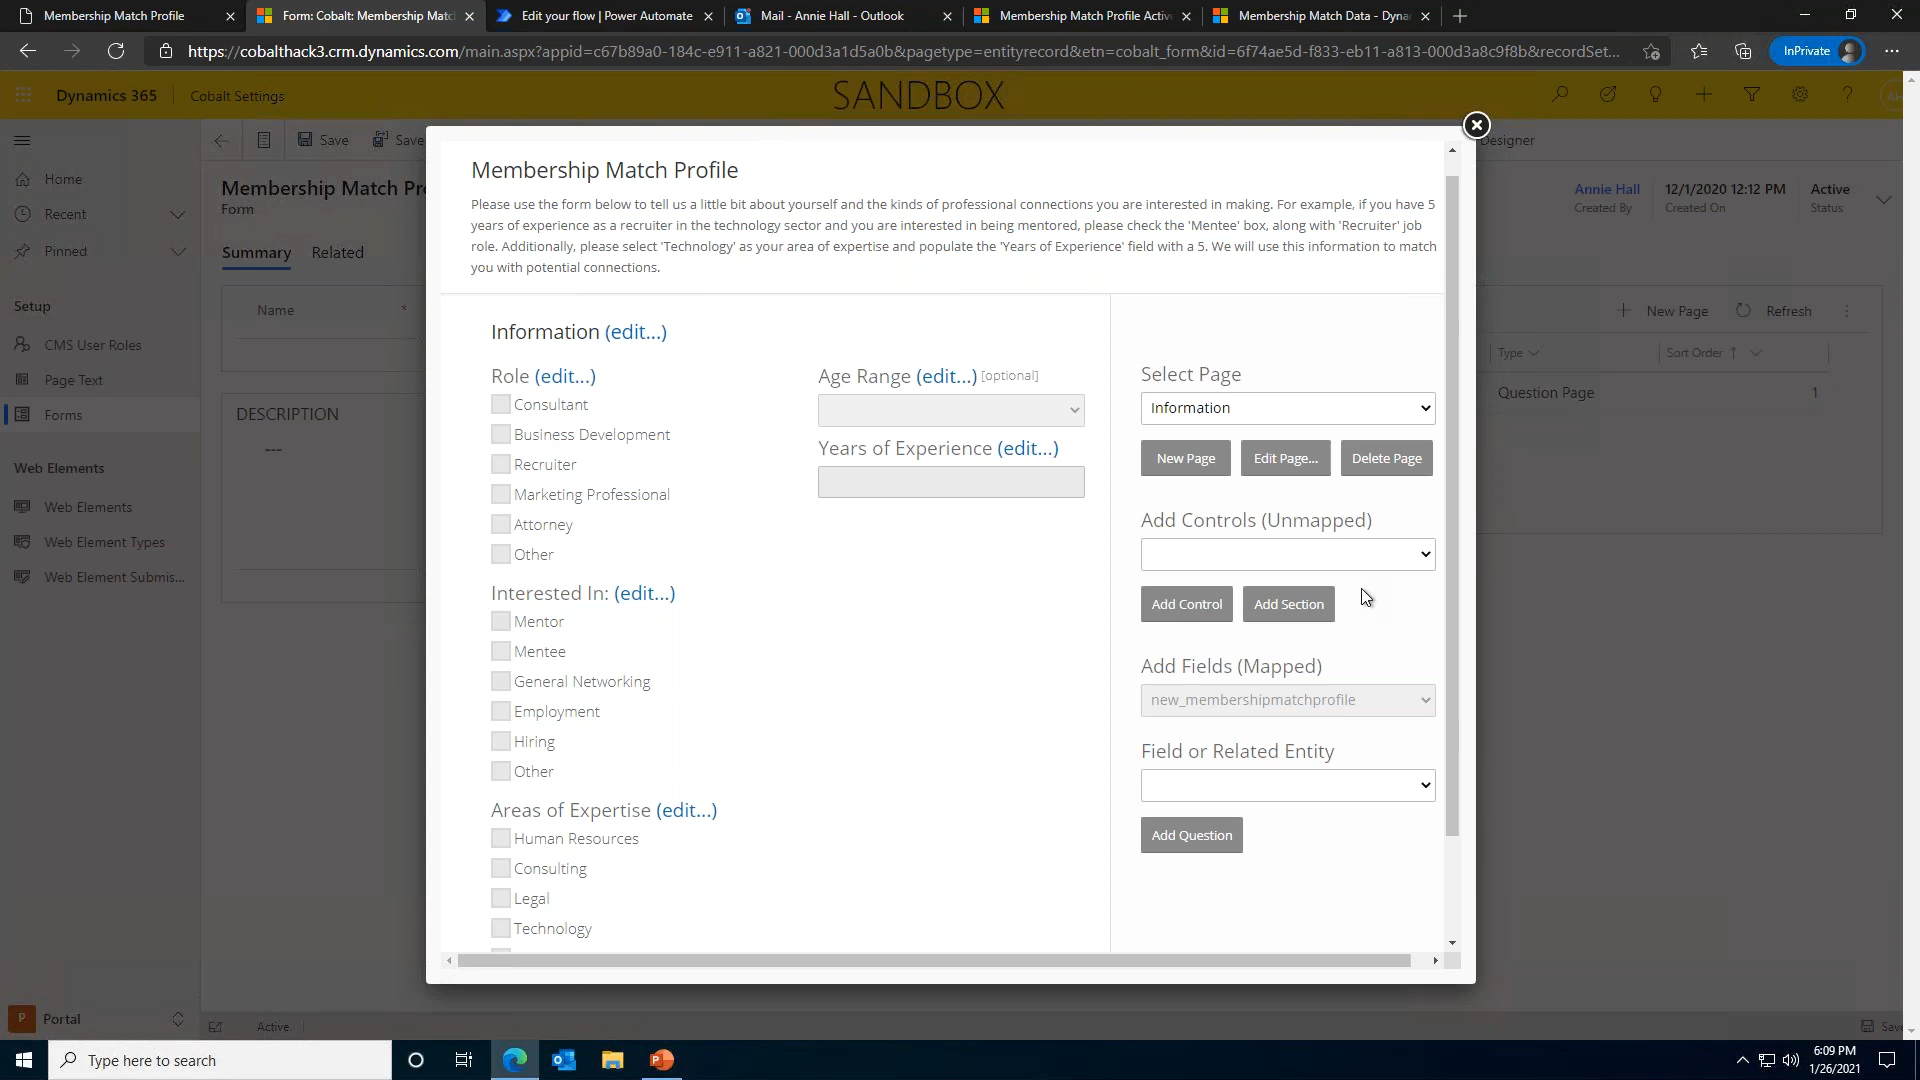 Membership Match Profile
Form: Cobalt: Membership Matc
Edit your flow | Power Automate
Mail - Annie Hall - Outlook
Membership Match Profile Activ
Membership Match Data - Dyna
https://cobalthack3.crm.dynamics.com/main.aspx?appid=c67b89a0-184c-e911-a821-000d3a1d5a0b&pagetype=entityrecord&etn=cobalt_form&id=6f74ae5d-f833-eb11-a813-000d3a8c9f8b&recordSet...
InPrivate
Dynamics 365
Cobalt Settings
SANDBOX
AH
Save
Save
Designer
Home
Recent
Pinned
Setup
CMS User Roles
Page Text
Forms
Web Elements
Web Elements
Web Element Types
Web Element Submis...
P
Portal
Membership Match Pr
Form
Annie Hall
Created By
12/1/2020 12:12 PM
Created On
Active
Status
Summary
Related
Name *
DESCRIPTION
---
New Page
Refresh
Type
Sort Order
Question Page
1
Membership Match Profile
Please use the form below to tell us a little bit about yourself and the kinds of professional connections you are interested in making. For example, if you have 5
years of experience as a recruiter in the technology sector and you are interested in being mentored, please check the 'Mentee' box, along with 'Recruiter' job
role. Additionally, please select 'Technology' as your area of expertise and populate the 'Years of Experience' field with a 5. We will use this information to match
you with potential connections.
Information (edit...)
Role (edit...)
Consultant
Business Development
Recruiter
Marketing Professional
Attorney
Other
Interested In: (edit...)
Mentor
Mentee
General Networking
Employment
Hiring
Other
Areas of Expertise (edit...)
Human Resources
Consulting
Legal
Technology
Age Range (edit...) [optional]
Years of Experience (edit...)
Select Page
Information
New Page
Edit Page...
Delete Page
Add Controls (Unmapped)
Add Control
Add Section
Add Fields (Mapped)
new_membershipmatchprofile
Field or Related Entity
Add Question
Active
Save
Type here to search
6:09 PM
1/26/2021